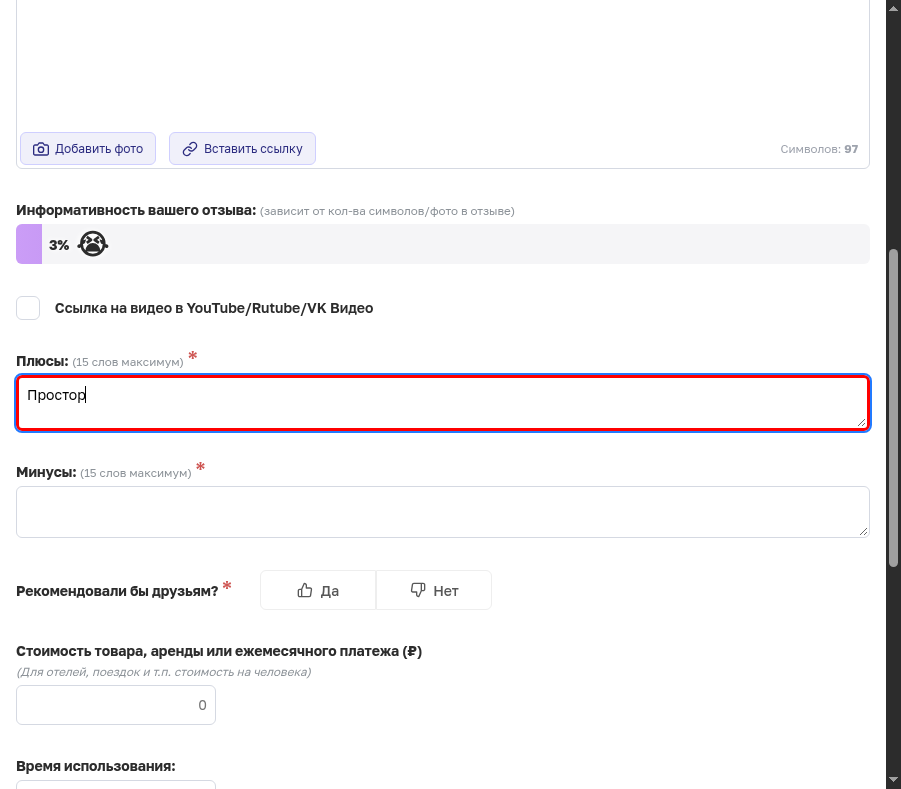 Добавить фото
Вставить ссылку
Символов: 97
Информативность вашего отзыва: (зависит от кол-ва символов/фото в отзыве)
3%
Ссылка на видео в YouTube/Rutube/VK Видео
Плюсы: (15 слов максимум) *
Простор
Минусы: (15 слов максимум) *
Рекомендовали бы друзьям? *
Да
Нет
Стоимость товара, аренды или ежемесячного платежа (₽)
(Для отелей, поездок и т.п. стоимость на человека)
0
Время использования: